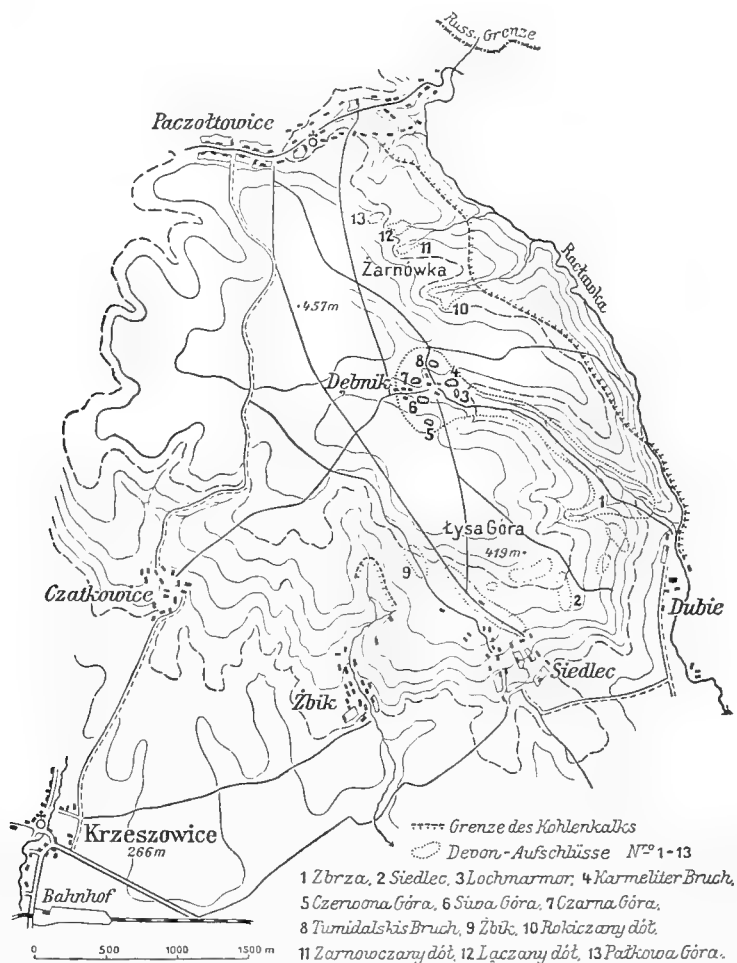 Russ. Grenze
Paczołtowice
13
12
11
Żarnówka
10
Racławka
457m
8
4
Dębnik
7
3
6
5
1
Łysa Góra
419m
9
2
Czatkowice
Dubie
Siedlec
Żbik
Krzeszowice
266m
Bahnhof
Grenze des Kohlenkalks
Devon-Aufschlüsse Nro 1-13
1 Zbrza, 2 Siedlec, 3 Lochmarmor, 4 Karmeliter Bruch,
5 Czerwona Góra, 6 Siwa Góra, 7 Czarna Góra,
8 Tumidalskis Bruch, 9 Żbik, 10 Rokiczany dół,
11 Zarnowczany dół, 12 Łączany dół, 13 Pałkowa Góra.
0 500 1000 1500 m